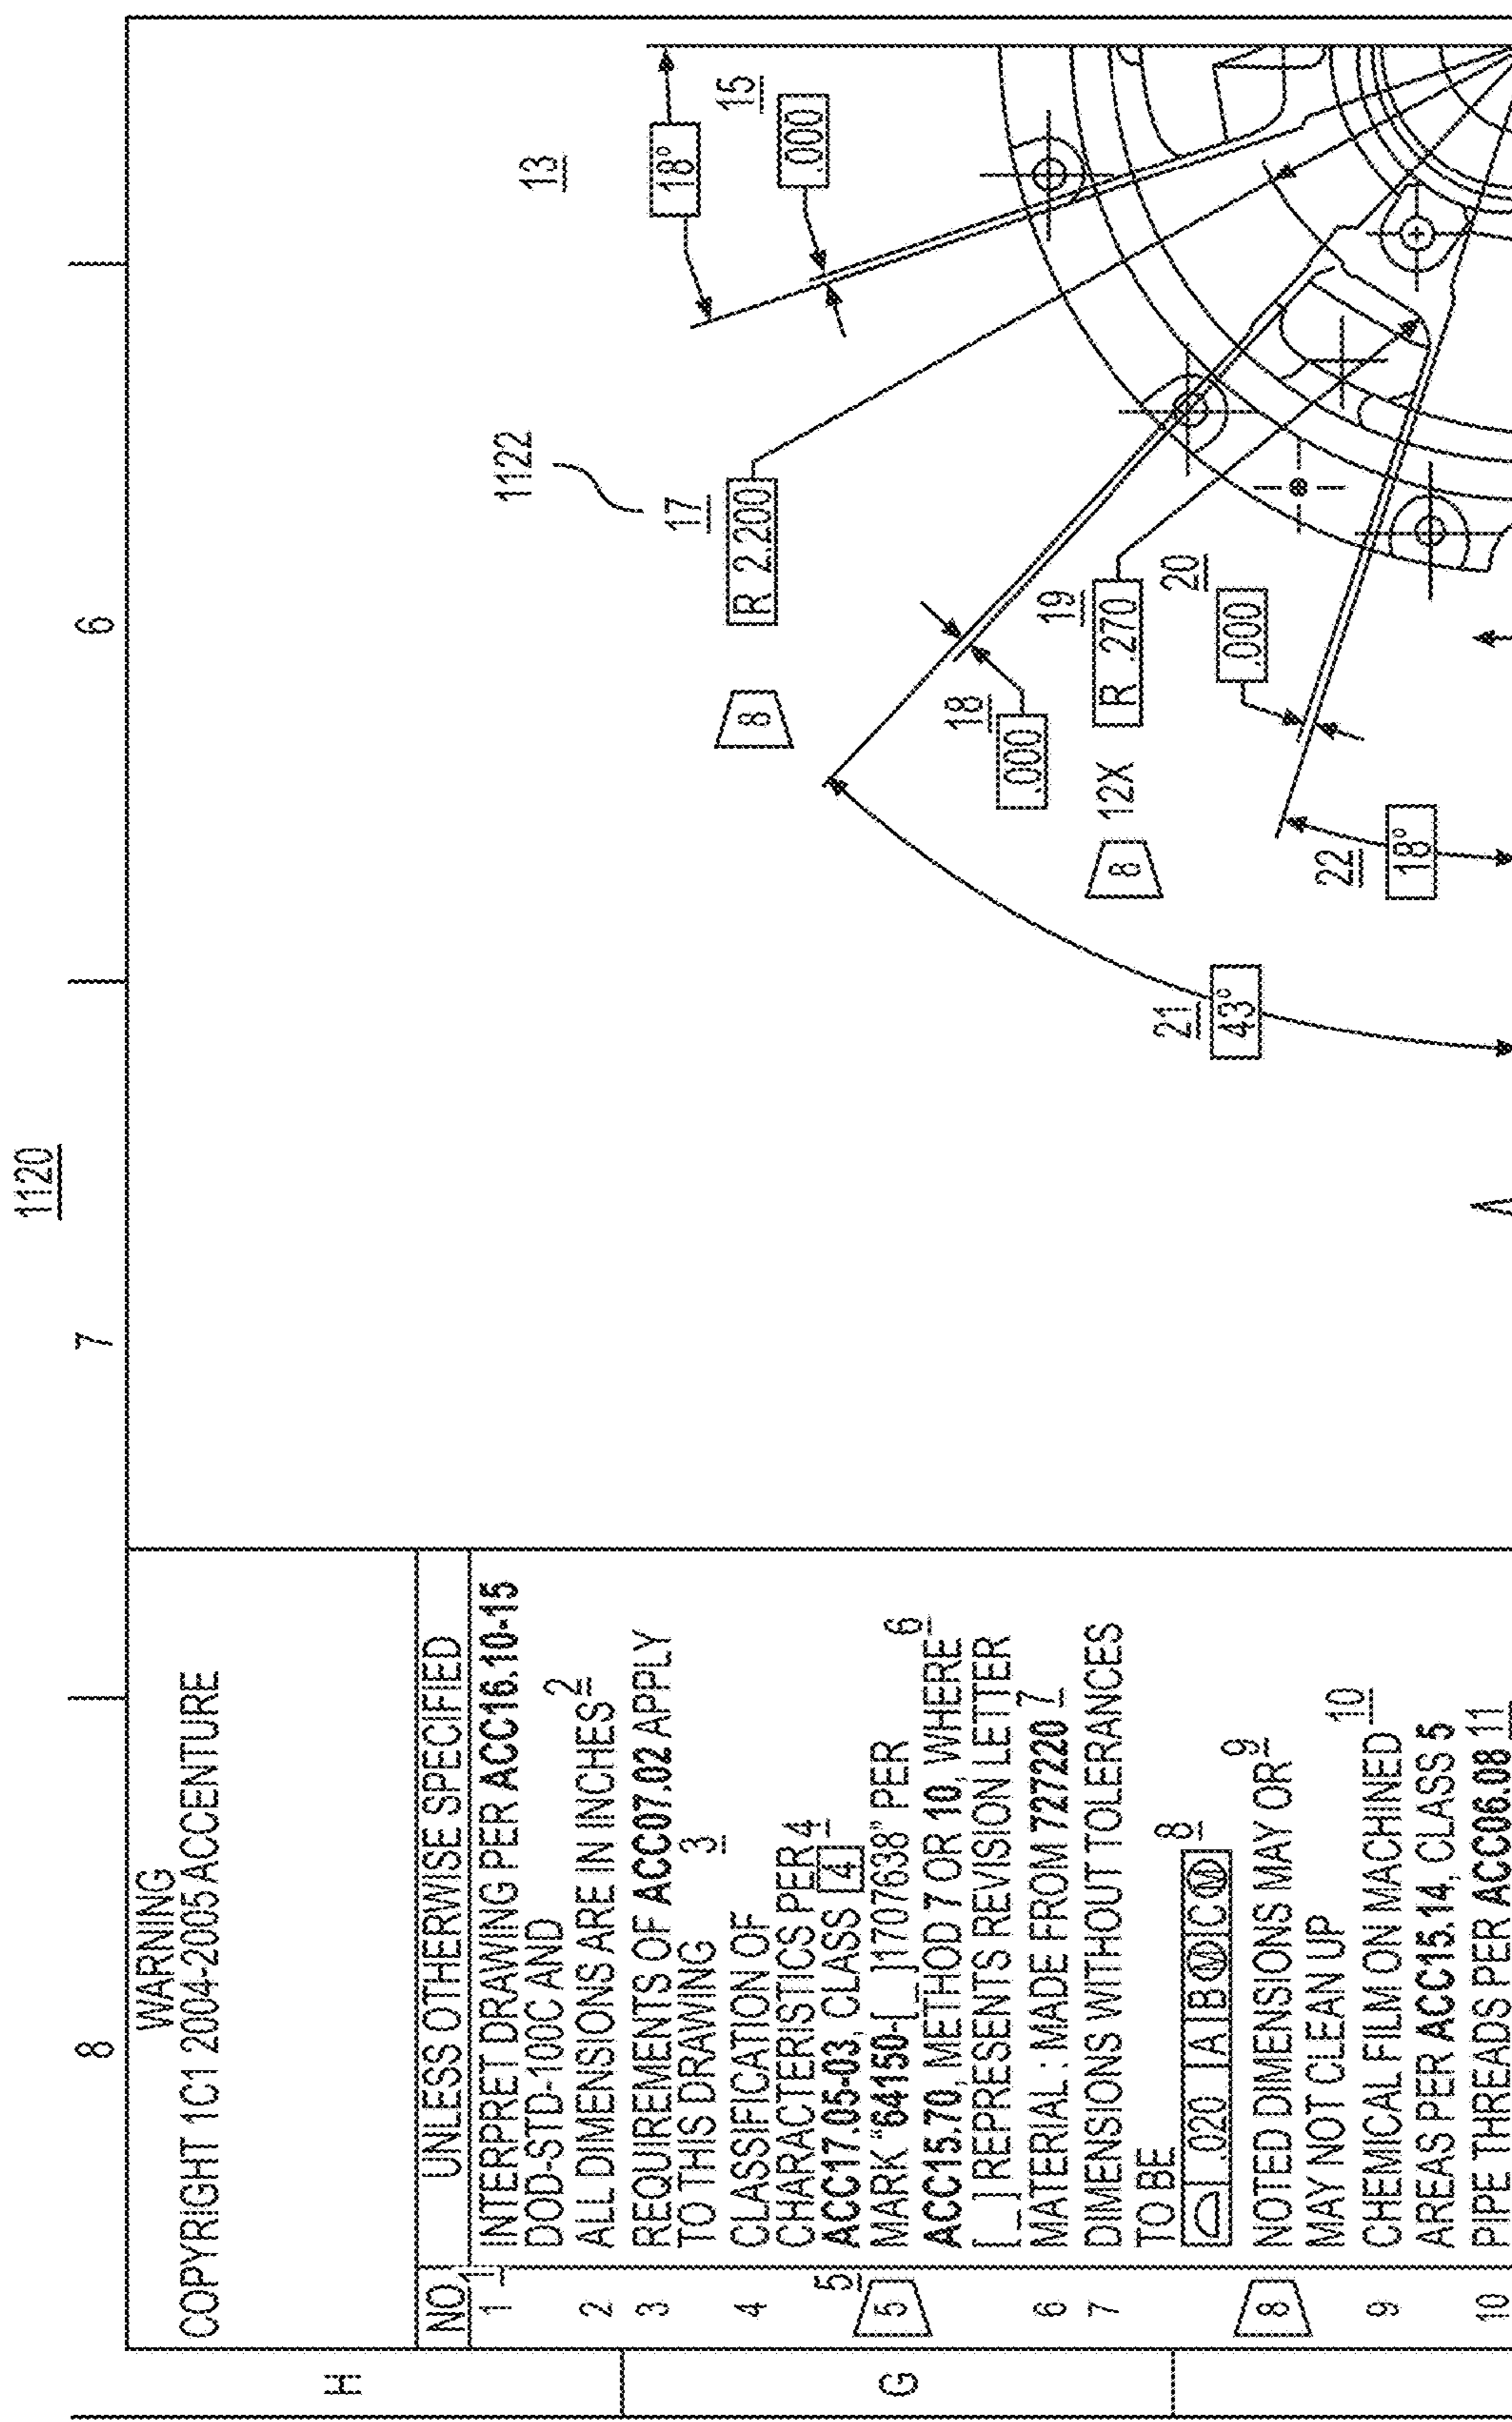 1120
8
7
6
WARNING
COPYRIGHT 1C1 2004-2005 ACCENTURE
H
G
NO
UNLESS OTHERWISE SPECIFIED
1
1 INTERPRET DRAWING PER ACC16.10-15
DOD-STD-100C AND
2
2 ALL DIMENSIONS ARE IN INCHES
3 REQUIREMENTS OF ACC07.02 APPLY
TO THIS DRAWING 3
4 CLASSIFICATION OF
CHARACTERISTICS PER 4
ACC17.05-03, CLASS 4
5
5 MARK "64150-[_]1707638" PER
6
ACC15.70, METHOD 7 OR 10, WHERE
[_] REPRESENTS REVISION LETTER
6 MATERIAL : MADE FROM 727220 7
7 DIMENSIONS WITHOUT TOLERANCES
TO BE
8
⌓ .020 A B Ⓜ C Ⓜ
8 NOTED DIMENSIONS MAY OR 9
MAY NOT CLEAN UP
10
9 CHEMICAL FILM ON MACHINED
AREAS PER ACC15.14, CLASS 5
10 PIPE THREADS PER ACC06.08 11
13
18°
15
.000
1122
17
R 2.200
8
18
.000
19
8 12X R .270
20
.000
21
43°
22
18°